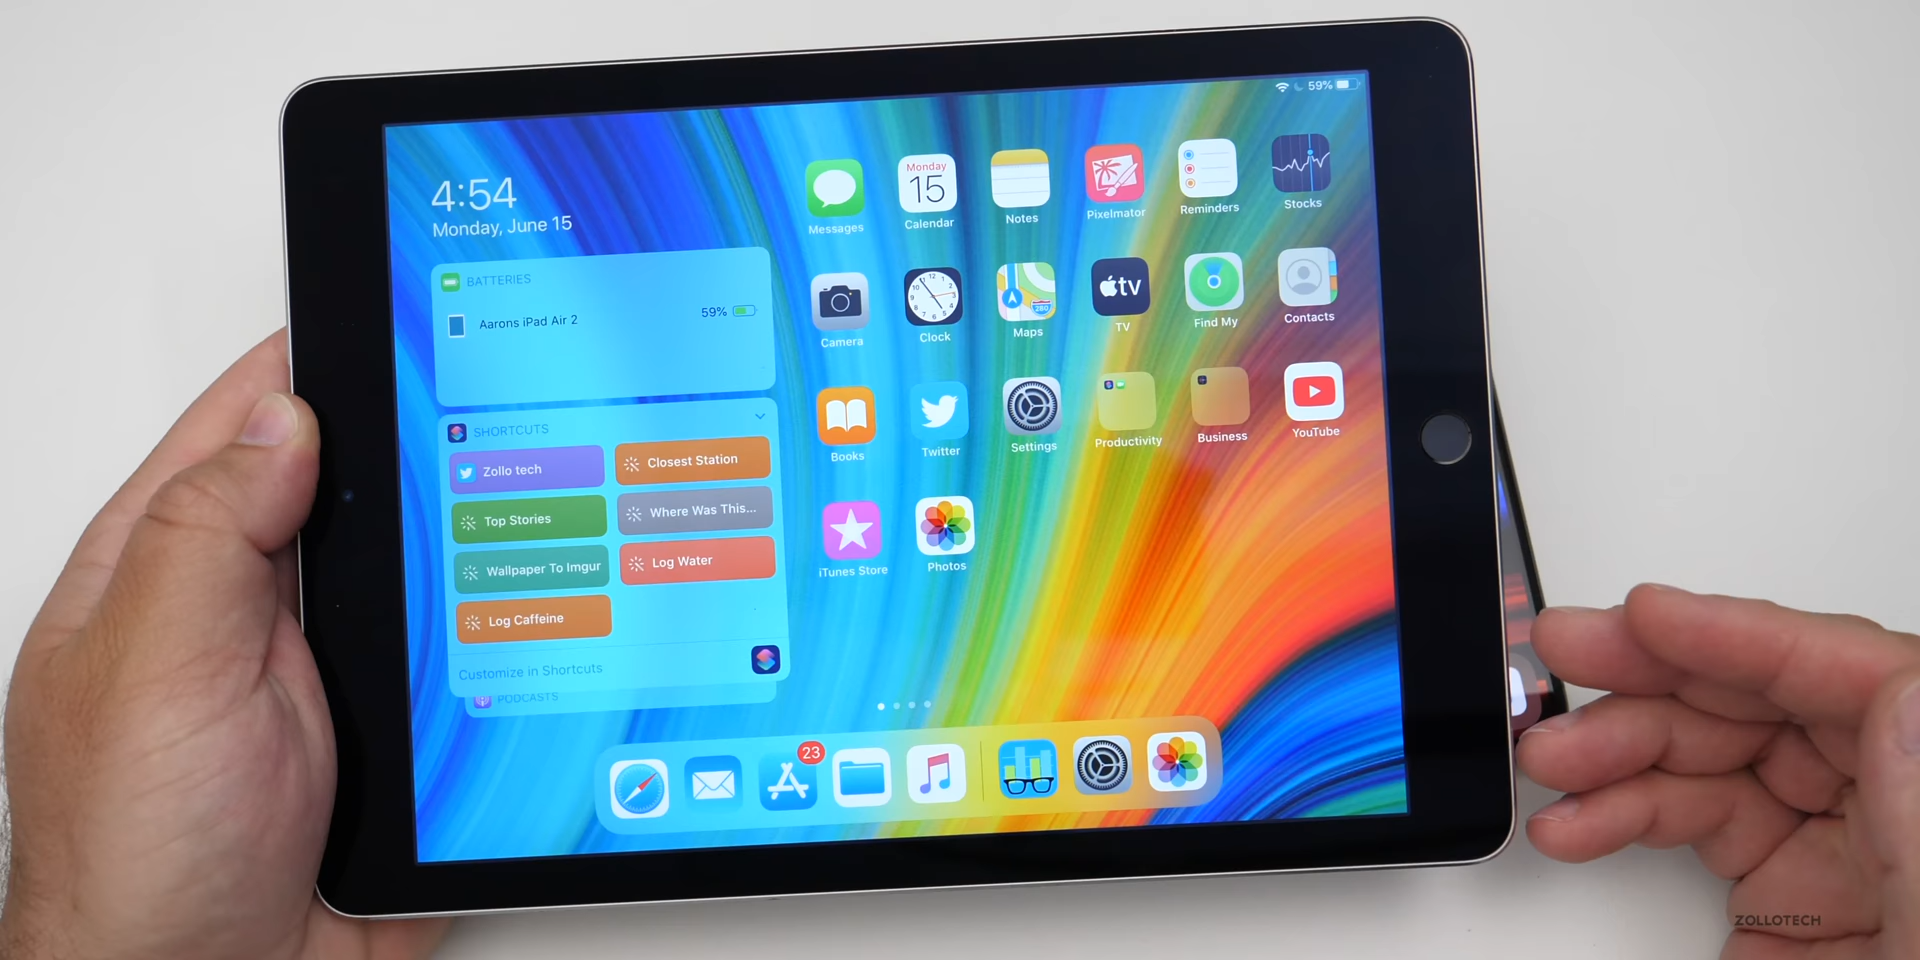 59%
4:54
Monday, June 15
BATTERIES
Aarons iPad Air 2
59%
SHORTCUTS
Zollo tech
Closest Station
Top Stories
Where Was This...
Wallpaper To Imgur
Log Water
Log Caffeine
Customize in Shortcuts
PODCASTS
Messages
Monday
15
Calendar
Notes
Pixelmator
Reminders
Stocks
Camera
Clock
280
Maps
tv
TV
Find My
Contacts
Books
Twitter
Settings
Productivity
Business
YouTube
iTunes Store
Photos
23
ZOLLOTECH